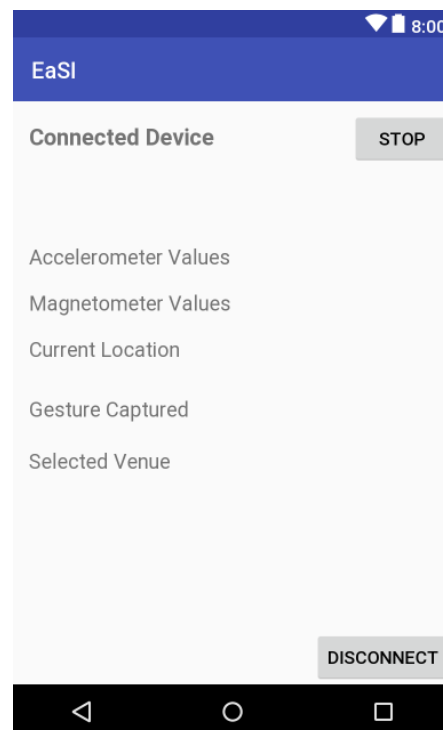 8:00
EaSI
Connected Device
STOP
Accelerometer Values
Magnetometer Values
Current Location
Gesture Captured
Selected Venue
DISCONNECT